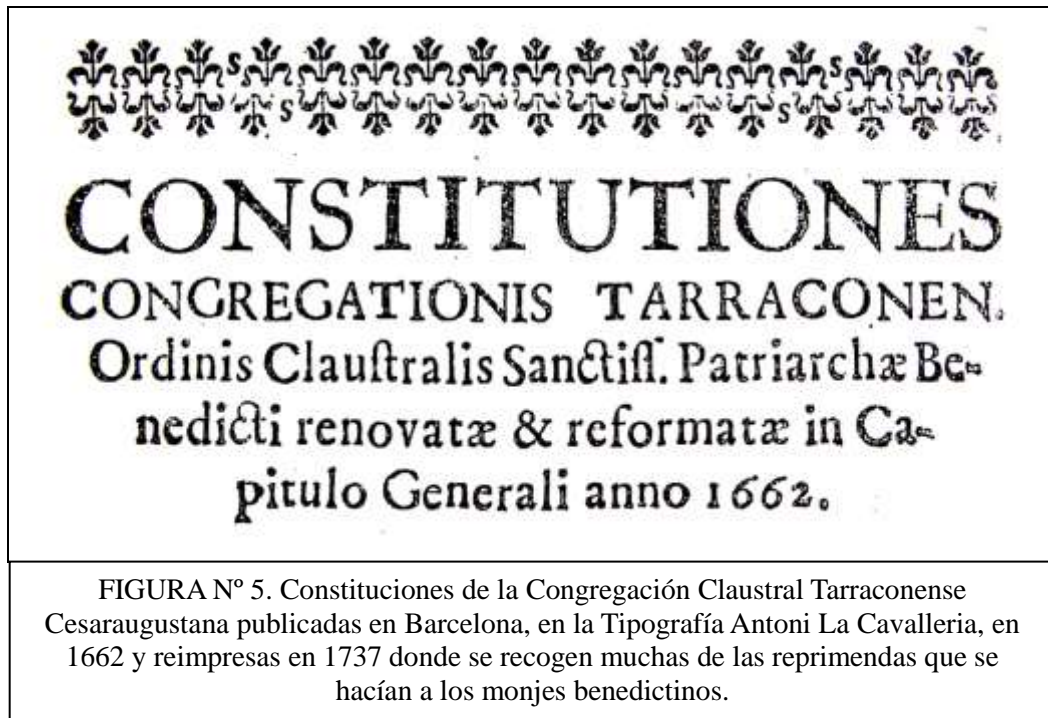 CONSTITUTIONES
CONGREGATIONIS TARRACONEN.
Ordinis Clauſtralis Sanctiſſ. Patriarchæ Be-
nedicti renovatæ & reformatæ in Ca-
pitulo Generali anno 1662.
FIGURA Nº 5. Constituciones de la Congregación Claustral Tarraconense
Cesaraugustana publicadas en Barcelona, en la Tipografía Antoni La Cavalleria, en
1662 y reimpresas en 1737 donde se recogen muchas de las reprimendas que se
hacían a los monjes benedictinos.